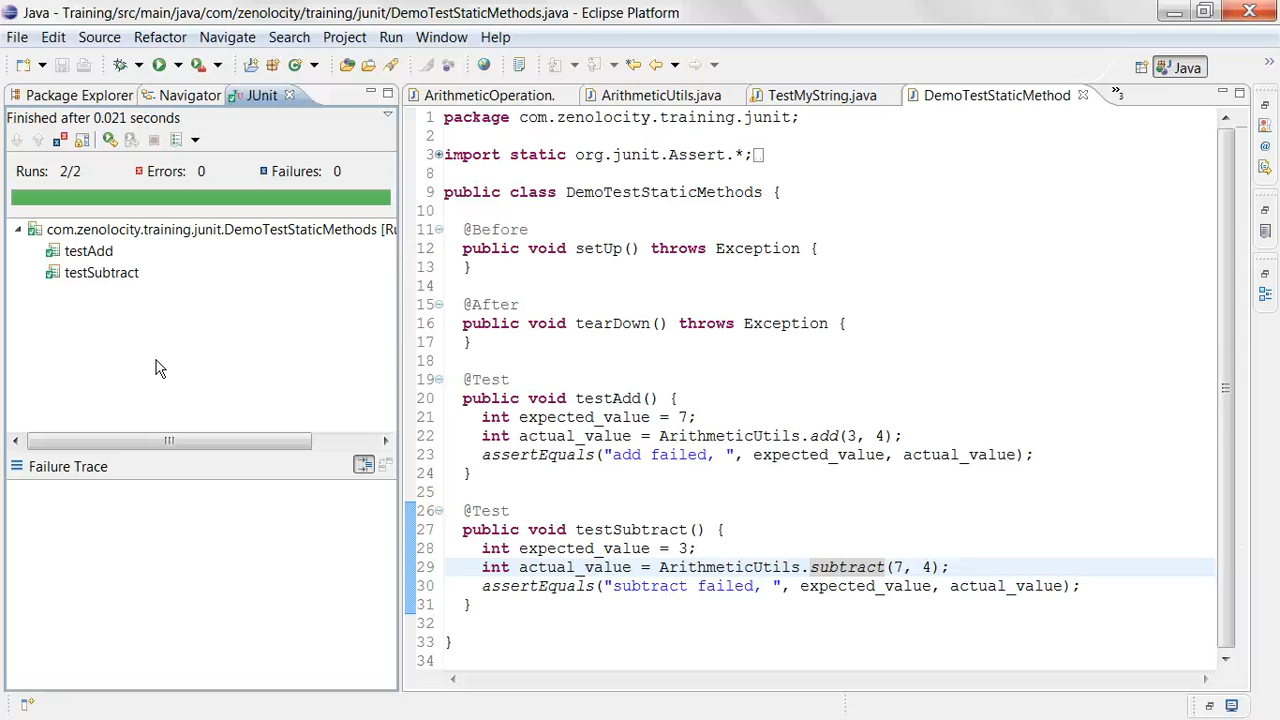 Java - Training/src/main/java/com/zenolocity/training/junit/DemoTestStaticMethods.java - Eclipse Platform
File Edit Source Refactor Navigate Search Project Run Window Help
Java
Package Explorer Navigator JUnit
ArithmeticOperation. ArithmeticUtils.java TestMyString.java DemoTestStaticMethod »3
Finished after 0.021 seconds
Runs: 2/2 Errors: 0 Failures: 0
com.zenolocity.training.junit.DemoTestStaticMethods [Ru
testAdd
testSubtract
Failure Trace
1 package com.zenolocity.training.junit;
2
3 import static org.junit.Assert.*;
8
9 public class DemoTestStaticMethods {
10
11 @Before
12 public void setUp() throws Exception {
13 }
14
15 @After
16 public void tearDown() throws Exception {
17 }
18
19 @Test
20 public void testAdd() {
21 int expected_value = 7;
22 int actual_value = ArithmeticUtils.add(3, 4);
23 assertEquals("add failed, ", expected_value, actual_value);
24 }
25
26 @Test
27 public void testSubtract() {
28 int expected_value = 3;
29 int actual_value = ArithmeticUtils.subtract(7, 4);
30 assertEquals("subtract failed, ", expected_value, actual_value);
31 }
32
33 }
34